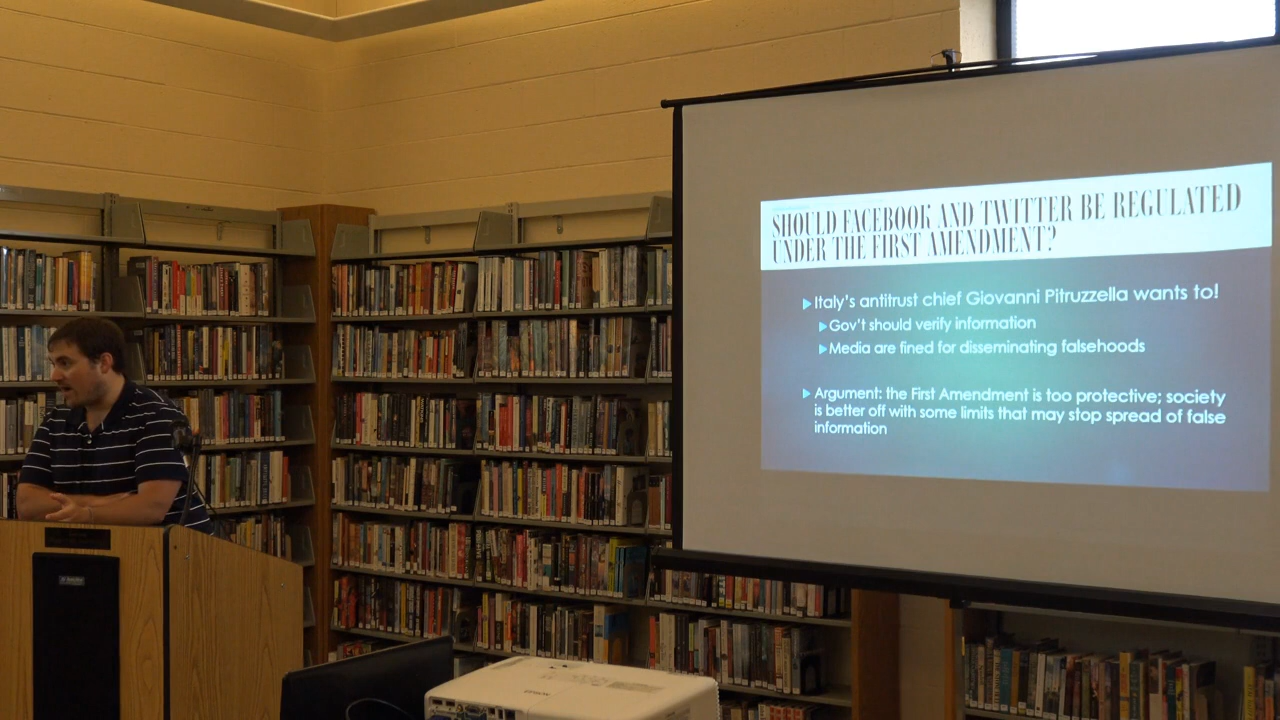 SHOULD FACEBOOK AND TWITTER BE REGULATED
UNDER THE FIRST AMENDMENT?
Italy's antitrust chief Giovanni Pitruzzella wants to!
Gov't should verify information
Media are fined for disseminating falsehoods
Argument: the First Amendment is too protective; society
is better off with some limits that may stop spread of false
information
EPSON